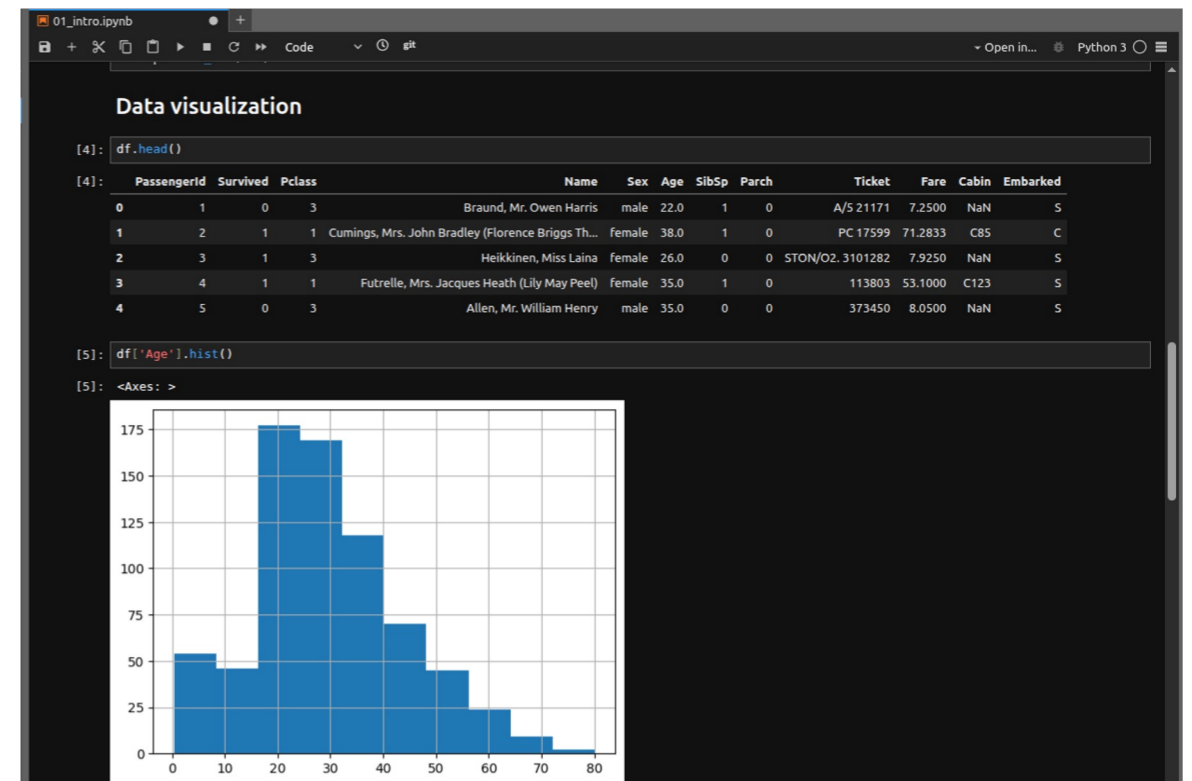 01_intro.ipynb
Code git Open in... Python 3
Data visualization
[4]: df.head()
[4]: PassengerId Survived Pclass Name Sex Age SibSp Parch Ticket Fare Cabin Embarked
0 1 0 3 Braund, Mr. Owen Harris male 22.0 1 0 A/5 21171 7.2500 NaN S
1 2 1 1 Cumings, Mrs. John Bradley (Florence Briggs Th... female 38.0 1 0 PC 17599 71.2833 C85 C
2 3 1 3 Heikkinen, Miss Laina female 26.0 0 0 STON/O2. 3101282 7.9250 NaN S
3 4 1 1 Futrelle, Mrs. Jacques Heath (Lily May Peel) female 35.0 1 0 113803 53.1000 C123 S
4 5 0 3 Allen, Mr. William Henry male 35.0 0 0 373450 8.0500 NaN S
[5]: df['Age'].hist()
[5]: <Axes: >
175
150
125
100
75
50
25
0
0 10 20 30 40 50 60 70 80